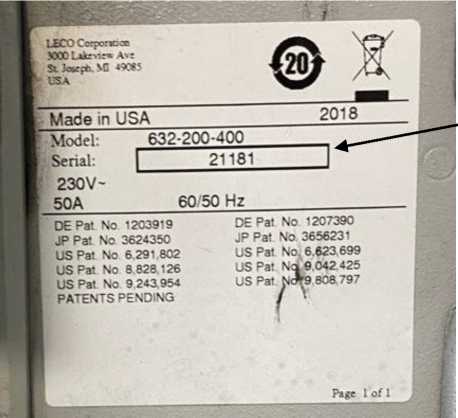 LECO Corporation
3000 Lakeview Ave
St. Joseph, MI 49085
USA
20
Made in USA 2018
Model: 632-200-400
Serial: 21181
230V~
50A 60/50 Hz
DE Pat. No. 1203919 DE Pat. No. 1207390
JP Pat. No. 3624350 JP Pat. No. 3656231
US Pat. No. 6,291,802 US Pat. No. 6,623,699
US Pat. No. 8,828,126 US Pat. No. 9,042,425
US Pat. No. 9,243,954 US Pat. No. 9,808,797
PATENTS PENDING
Page 1 of 1